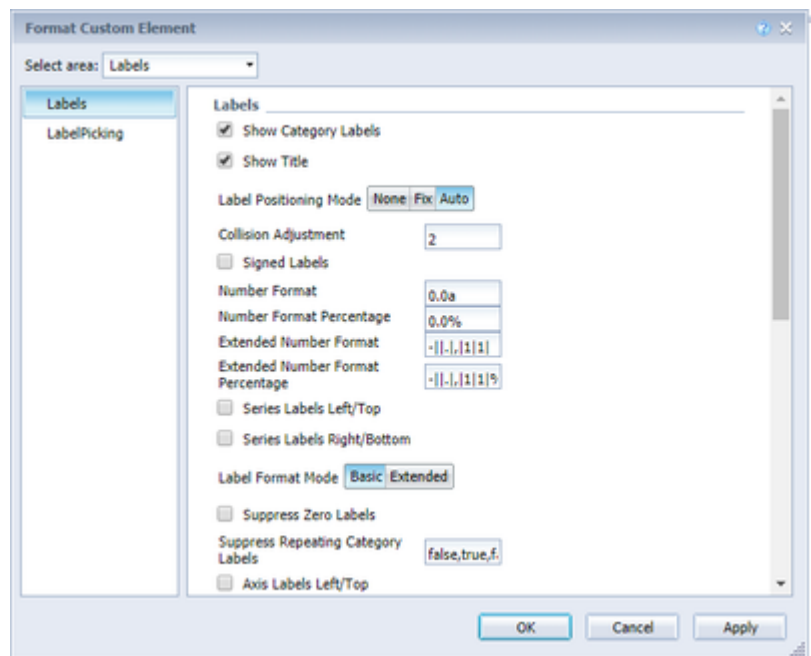 Format Custom Element
Select area: Labels
Labels
LabelPicking
Labels
Show Category Labels
Show Title
Label Positioning Mode None Fix Auto
Collision Adjustment 2
Signed Labels
Number Format 0.0a
Number Format Percentage 0.0%
Extended Number Format -||.|,|1|1|
Extended Number Format
Percentage -||.|,|1|1|%
Series Labels Left/Top
Series Labels Right/Bottom
Label Format Mode Basic Extended
Suppress Zero Labels
Suppress Repeating Category
Labels false,true,f
Axis Labels Left/Top
OK Cancel Apply